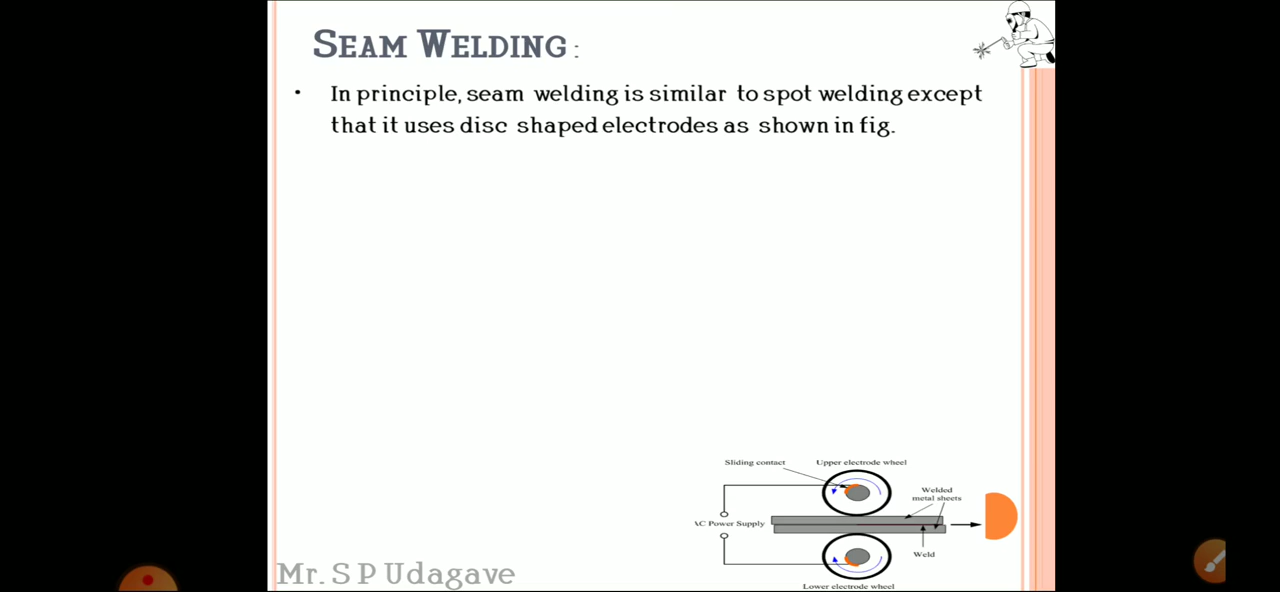 SEAM WELDING :
• In principle, seam welding is similar to spot welding except
that it uses disc shaped electrodes as shown in fig.
Sliding contact
Upper electrode wheel
Welded
metal sheets
AC Power Supply
Weld
Lower electrode wheel
Mr. S P Udagave